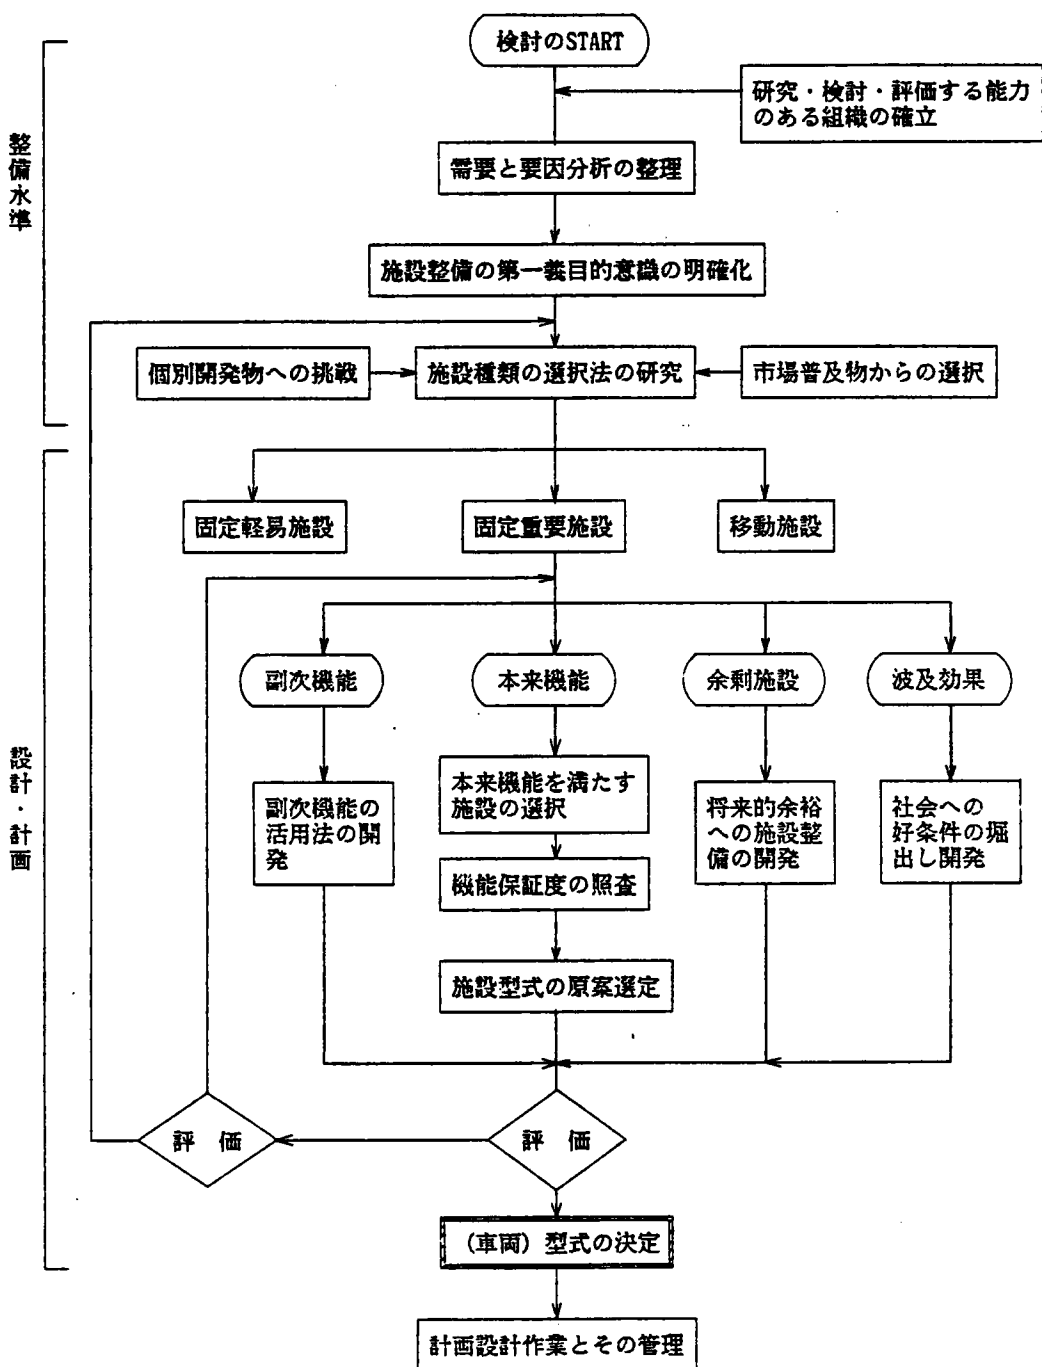 検討のSTART
研究・検討・評価する能力
のある組織の確立
整備水準
需要と要因分析の整理
施設整備の第一義目的意識の明確化
個別開発物への挑戦
施設種類の選択法の研究
市場普及物からの選択
固定軽易施設
固定重要施設
移動施設
副次機能
本来機能
余剰施設
波及効果
設計・計画
副次機能の
活用法の開
発
本来機能を満たす
施設の選択
将来的余裕
への施設整
備の開発
社会への
好条件の堀
出し開発
機能保証度の照査
施設型式の原案選定
評 価
評 価
(車両) 型式の決定
計画設計作業とその管理